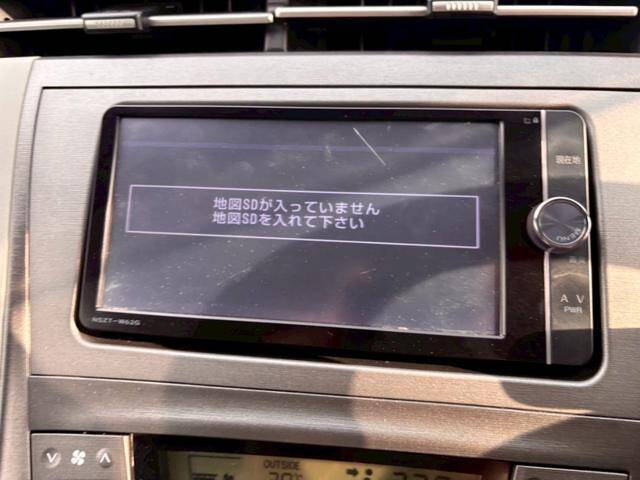 現在地
地図SDが入っていません
地図SDを入れて下さい
MENU
A V
PWR
NSZT-W62G
OUTSIDE